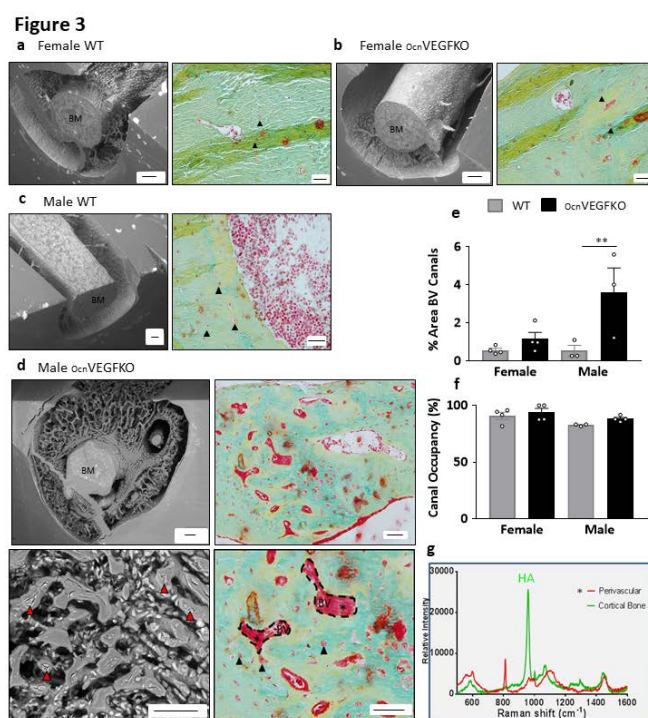 Figure 3
a Female WT
b Female OcnVEGFKO
BM
BM
c Male WT
BM
e
WT
OcnVEGFKO
**
% Area BV Canals
6
4
2
0
Female
Male
d Male OcnVEGFKO
BM
BV
f
Canal Occupancy (%)
100
50
0
Female
Male
g
HA
* Perivascular
Cortical Bone
Relative Intensity
30000
20000
10000
0
600
800
1000
1200
1400
1600
Raman shift (cm⁻¹)